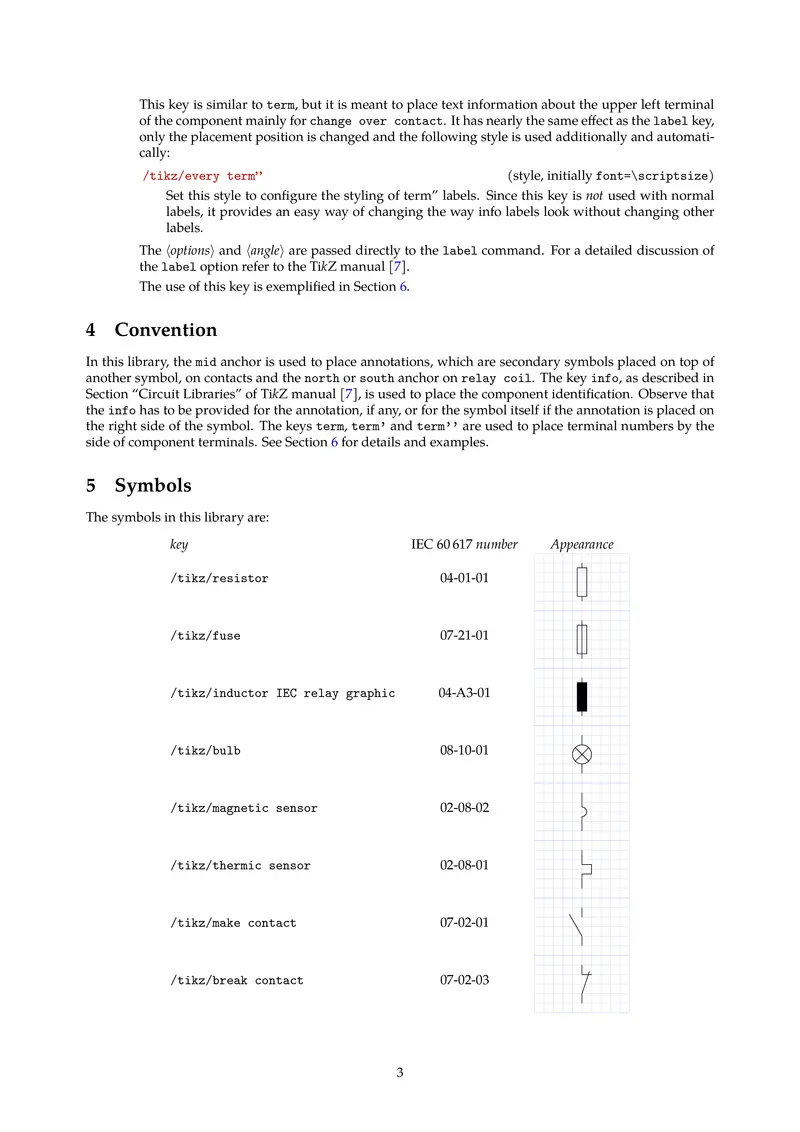 This key is similar to term, but it is meant to place text information about the upper left terminal
of the component mainly for change over contact. It has nearly the same effect as the label key,
only the placement position is changed and the following style is used additionally and automati-
cally:
/tikz/every term” (style, initially font=\scriptsize)
Set this style to configure the styling of term” labels. Since this key is not used with normal
labels, it provides an easy way of changing the way info labels look without changing other
labels.
The ⟨options⟩ and ⟨angle⟩ are passed directly to the label command. For a detailed discussion of
the label option refer to the TikZ manual [7].
The use of this key is exemplified in Section 6.
4 Convention
In this library, the mid anchor is used to place annotations, which are secondary symbols placed on top of
another symbol, on contacts and the north or south anchor on relay coil. The key info, as described in
Section “Circuit Libraries” of TikZ manual [7], is used to place the component identification. Observe that
the info has to be provided for the annotation, if any, or for the symbol itself if the annotation is placed on
the right side of the symbol. The keys term, term’ and term’’ are used to place terminal numbers by the
side of component terminals. See Section 6 for details and examples.
5 Symbols
The symbols in this library are:
key IEC 60 617 number Appearance
/tikz/resistor 04-01-01
/tikz/fuse 07-21-01
/tikz/inductor IEC relay graphic 04-A3-01
/tikz/bulb 08-10-01
/tikz/magnetic sensor 02-08-02
/tikz/thermic sensor 02-08-01
/tikz/make contact 07-02-01
/tikz/break contact 07-02-03
3